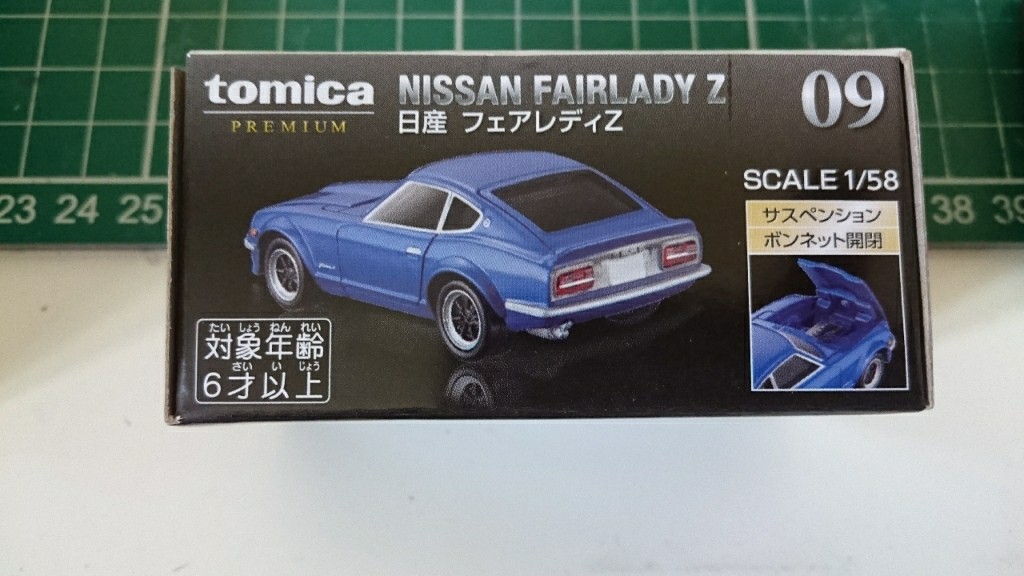 23 24 25
38 39
tomica
PREMIUM
NISSAN FAIRLADY Z
日産 フェアレディZ
09
SCALE 1/58
サスペンション
ボンネット開閉
たい しょう ねん れい
対象年齢
さい い じょう
6才以上